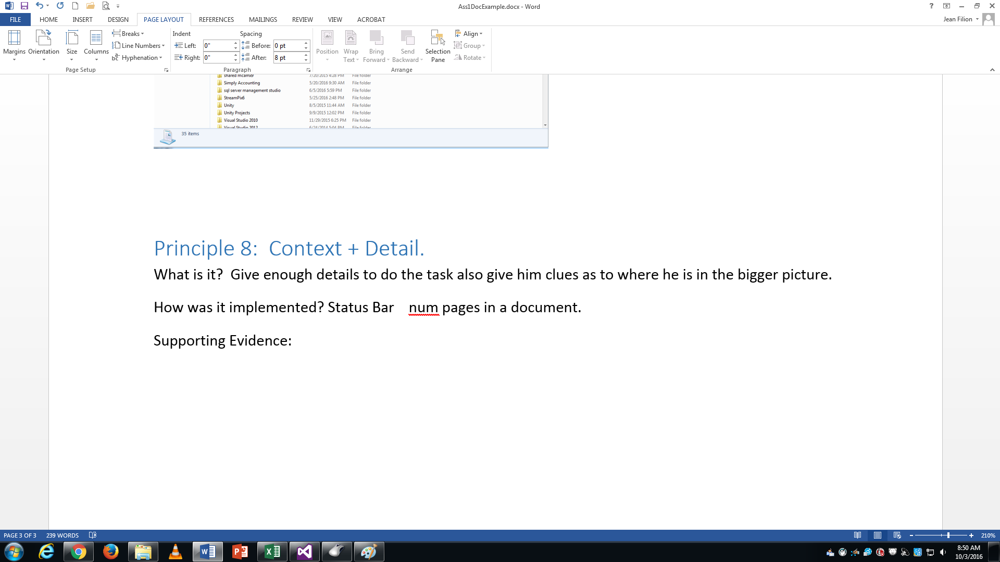 Ass1DocExample.docx - Word
?
FILE HOME INSERT DESIGN PAGE LAYOUT REFERENCES MAILINGS REVIEW VIEW ACROBAT Jean Filion
Breaks Indent Spacing Align
Line Numbers Left: 0" Before: 0 pt Group
Margins Orientation Size Columns Position Wrap Text Bring Forward Send Backward Selection Pane
Hyphenation Right: 0" After: 8 pt Rotate
Page Setup Paragraph Arrange
shared mcamx9 7/20/2015 4:28 PM File folder
Simply Accounting 5/20/2016 9:30 AM File folder
sql server management studio 6/5/2016 5:59 PM File folder
StreamPix6 5/25/2016 2:48 PM File folder
Unity 8/5/2015 11:44 AM File folder
Unity Projects 9/9/2015 12:02 PM File folder
Visual Studio 2010 11/29/2015 6:25 PM File folder
Visual Studio 2012 6/24/2014 5:04 PM File folder
35 items
Principle 8:  Context + Detail.
What is it?  Give enough details to do the task also give him clues as to where he is in the bigger picture.
How was it implemented? Status Bar    num pages in a document.
Supporting Evidence:
PAGE 3 OF 3 239 WORDS 210%
8:50 AM
10/3/2016